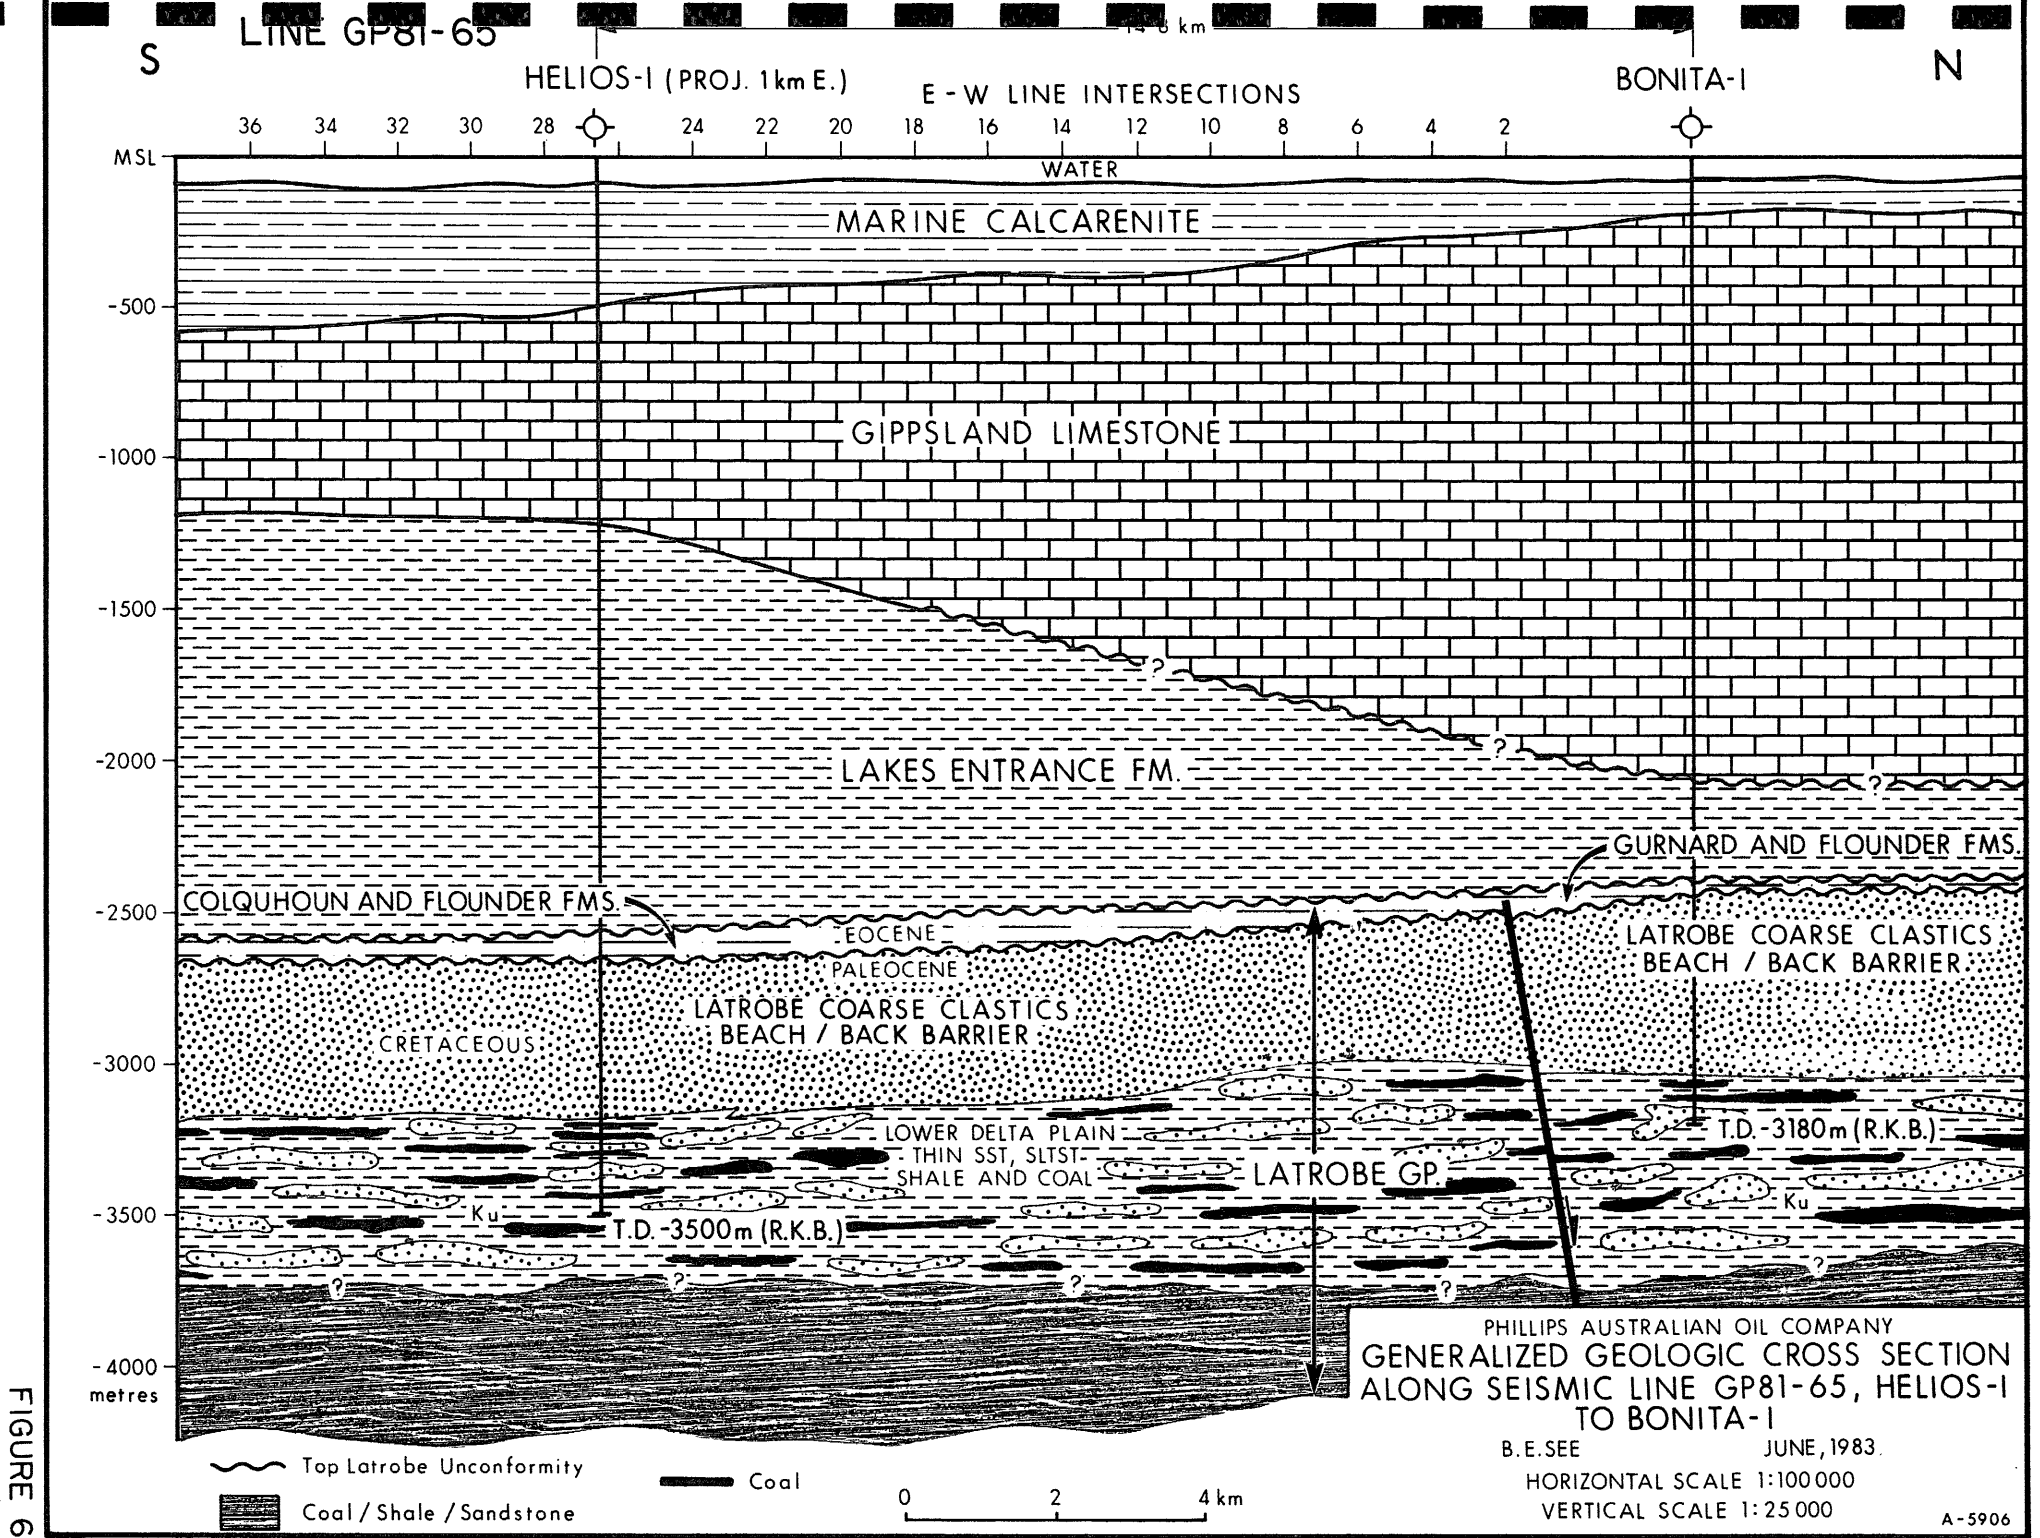 LINE GP81-65
km
S
N
HELIOS-1 (PROJ. 1km E.)
BONITA-1
E-W LINE INTERSECTIONS
36 34 32 30 28 24 22 20 18 16 14 12 10 8 6 4 2
MSL
WATER
MARINE CALCARENITE
-500
GIPPSLAND LIMESTONE
-1000
-1500
?
?
-2000
LAKES ENTRANCE FM.
?
GURNARD AND FLOUNDER FMS.
COLQUHOUN AND FLOUNDER FMS.
-2500
EOCENE
PALEOCENE
LATROBE COARSE CLASTICS
BEACH / BACK BARRIER
LATROBE COARSE CLASTICS
BEACH / BACK BARRIER
CRETACEOUS
-3000
LOWER DELTA PLAIN
THIN SST, SLTST
SHALE AND COAL
T.D. -3180m (R.K.B.)
LATROBE GP.
Ku
Ku
-3500
T.D. -3500m (R.K.B.)
? ? ? ? ?
-4000
metres
PHILLIPS AUSTRALIAN OIL COMPANY
GENERALIZED GEOLOGIC CROSS SECTION
ALONG SEISMIC LINE GP81-65, HELIOS-1
TO BONITA-1
B.E.SEE JUNE, 1983.
HORIZONTAL SCALE 1:100 000
VERTICAL SCALE 1:25 000
A-5906
Top Latrobe Unconformity
Coal
Coal / Shale / Sandstone
0 2 4 km
FIGURE 6